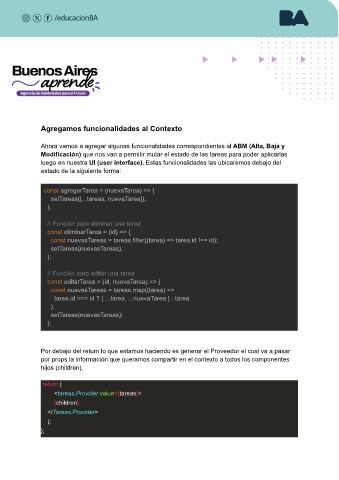 /educacionBA
BA
Buenos Aires
aprende
Agencia de Habilidades para el Futuro
Agregamos funcionalidades al Contexto
Ahora vamos a agregar algunas funcionalidades correspondientes al ABM (Alta, Baja y
Modificación) que nos van a permitir mutar el estado de las tareas para poder aplicarlas
luego en nuestra UI (user interface). Estas funcionalidades las ubicaremos debajo del
estado de la siguiente forma:
const agregarTarea = (nuevaTarea) => {
setTareas([...tareas, nuevaTarea]);
};
// Función para eliminar una tarea
const eliminarTarea = (id) => {
const nuevasTareas = tareas.filter((tarea) => tarea.id !== id);
setTareas(nuevasTareas);
};
// Función para editar una tarea
const editarTarea = (id, nuevaTarea) => {
const nuevasTareas = tareas.map((tarea) =>
tarea.id === id ? { ...tarea, ...nuevaTarea } : tarea
);
setTareas(nuevasTareas);
};
Por debajo del return lo que estamos haciendo es generar el Proveedor el cual va a pasar
por props la información que queramos compartir en el contexto a todos los componentes
hijos (children).
return (
<tareas.Provider value={tareas}>
{children}
</Tareas.Provider>
);
};